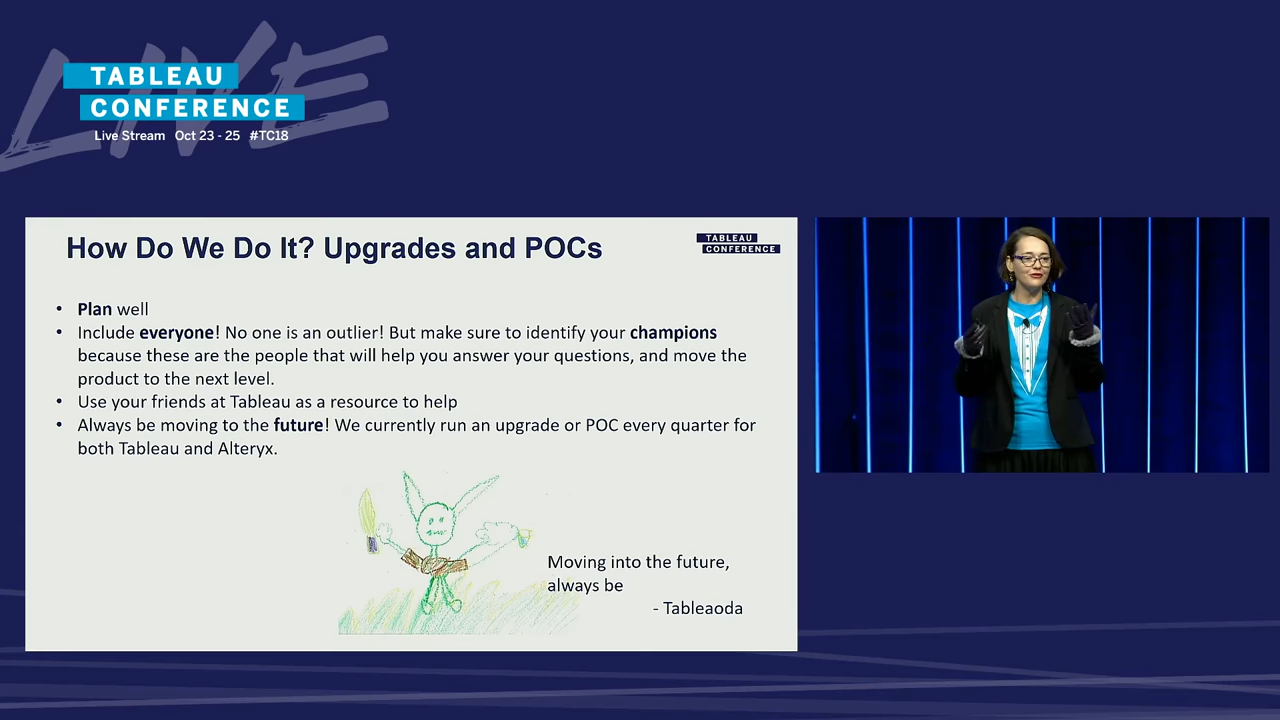 LIVE
TABLEAU
CONFERENCE
Live Stream Oct 23 - 25 #TC18
How Do We Do It? Upgrades and POCs
TABLEAU
CONFERENCE
• Plan well
• Include everyone! No one is an outlier! But make sure to identify your champions
because these are the people that will help you answer your questions, and move the
product to the next level.
• Use your friends at Tableau as a resource to help
• Always be moving to the future! We currently run an upgrade or POC every quarter for
both Tableau and Alteryx.
Moving into the future,
always be
- Tableaoda